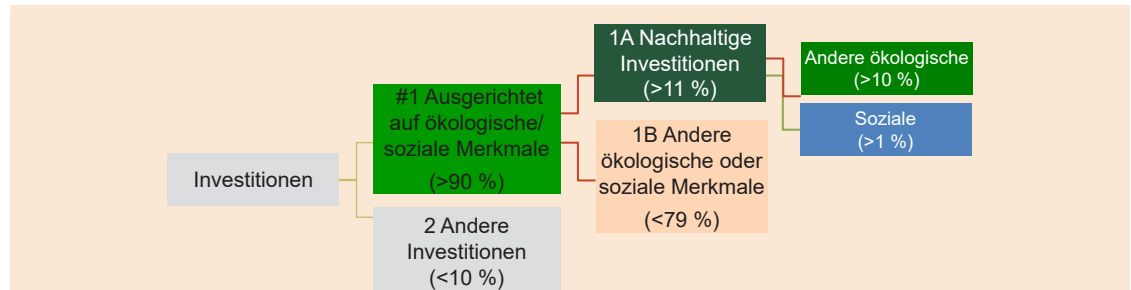 Investitionen
#1 Ausgerichtet
auf ökologische/
soziale Merkmale
(>90 %)
2 Andere
Investitionen
(<10 %)
1A Nachhaltige
Investitionen
(>11 %)
1B Andere
ökologische oder
soziale Merkmale
(<79 %)
Andere ökologische
(>10 %)
Soziale
(>1 %)